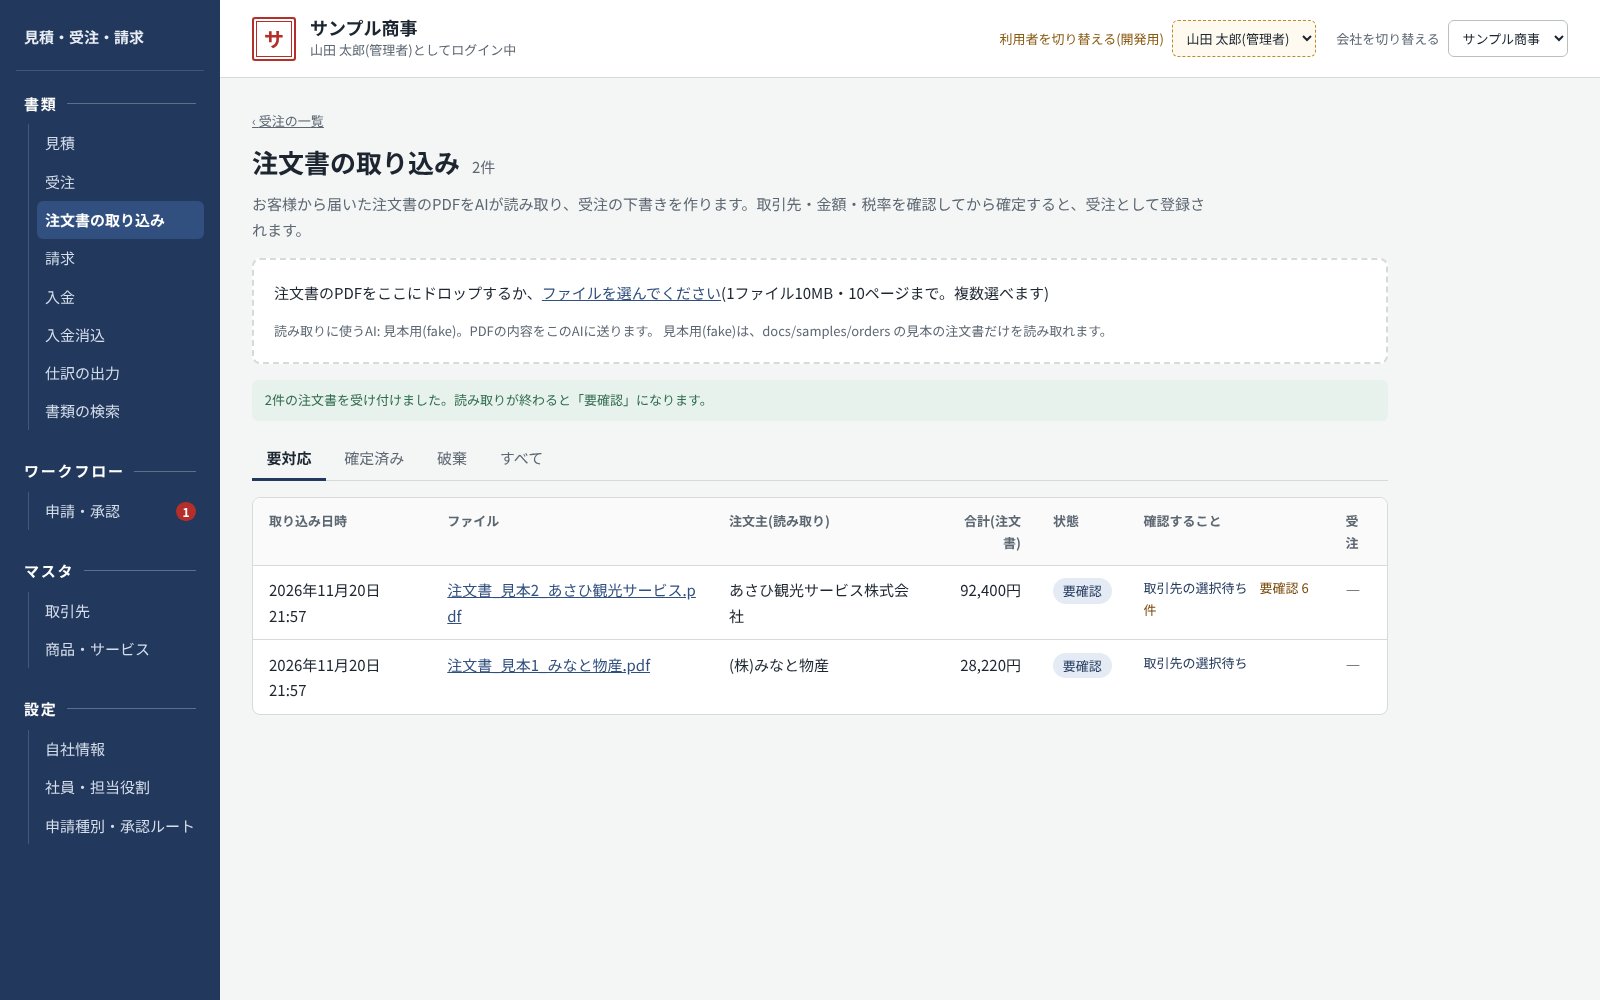 見積・受注・請求
書類
見積
受注
注文書の取り込み
請求
入金
入金消込
仕訳の出力
書類の検索
ワークフロー
申請・承認 1
マスタ
取引先
商品・サービス
設定
自社情報
社員・担当役割
申請種別・承認ルート
サ
サンプル商事
山田 太郎(管理者)としてログイン中
利用者を切り替える(開発用) 山田 太郎(管理者) 会社を切り替える サンプル商事
‹ 受注の一覧
注文書の取り込み 2件
お客様から届いた注文書のPDFをAIが読み取り、受注の下書きを作ります。取引先・金額・税率を確認してから確定すると、受注として登録さ
れます。
注文書のPDFをここにドロップするか、ファイルを選んでください(1ファイル10MB・10ページまで。複数選べます)
読み取りに使うAI: 見本用(fake)。PDFの内容をこのAIに送ります。 見本用(fake)は、docs/samples/orders の見本の注文書だけを読み取れます。
2件の注文書を受け付けました。読み取りが終わると「要確認」になります。
要対応 確定済み 破棄 すべて
取り込み日時 ファイル 注文主(読み取り) 合計(注文 状態 確認すること 受
書) 注
2026年11月20日 注文書_見本2_あさひ観光サービス.p あさひ観光サービス株式会 92,400円 要確認 取引先の選択待ち 要確認 6 —
21:57 df 社 件
2026年11月20日 注文書_見本1_みなと物産.pdf (株)みなと物産 28,220円 要確認 取引先の選択待ち —
21:57